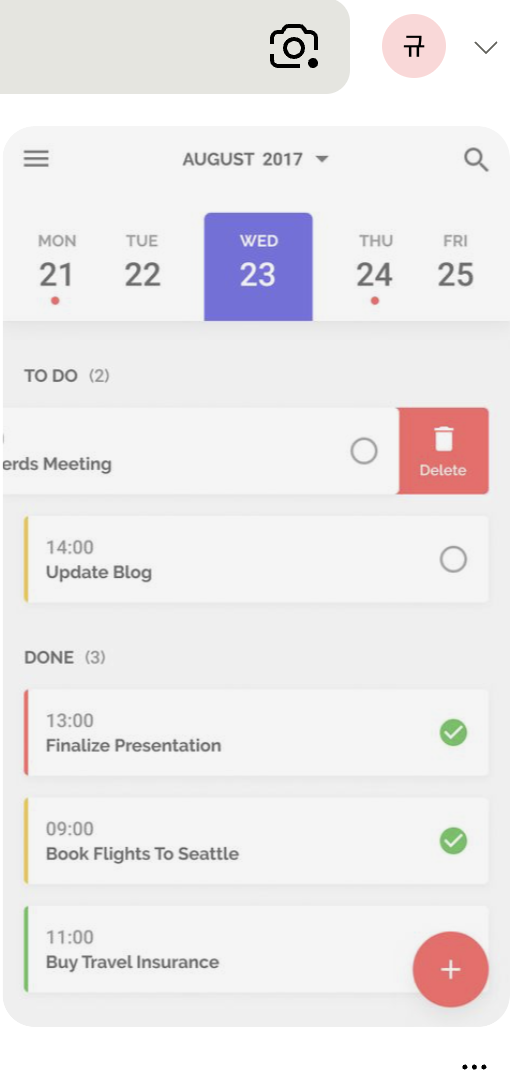 규
AUGUST 2017
MON TUE WED THU FRI
21 22 23 24 25
TO DO (2)
Meeting
Delete
14:00
Update Blog
DONE (3)
13:00
Finalize Presentation
09:00
Book Flights To Seattle
11:00
Buy Travel Insurance